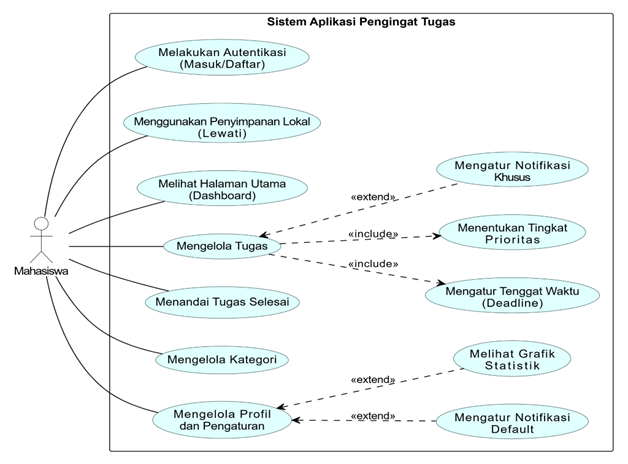 Sistem Aplikasi Pengingat Tugas
Melakukan Autentikasi
(Masuk/Daftar)
Menggunakan Penyimpanan Lokal
(Lewati)
Melihat Halaman Utama
(Dashboard)
Mengatur Notifikasi
Khusus
«extend»
Menentukan Tingkat
Prioritas
«include»
Mengelola Tugas
«include»
Mahasiswa
Mengatur Tenggat Waktu
(Deadline)
Menandai Tugas Selesai
Melihat Grafik
Statistik
Mengelola Kategori
«extend»
Mengelola Profil
dan Pengaturan
«extend»
Mengatur Notifikasi
Default